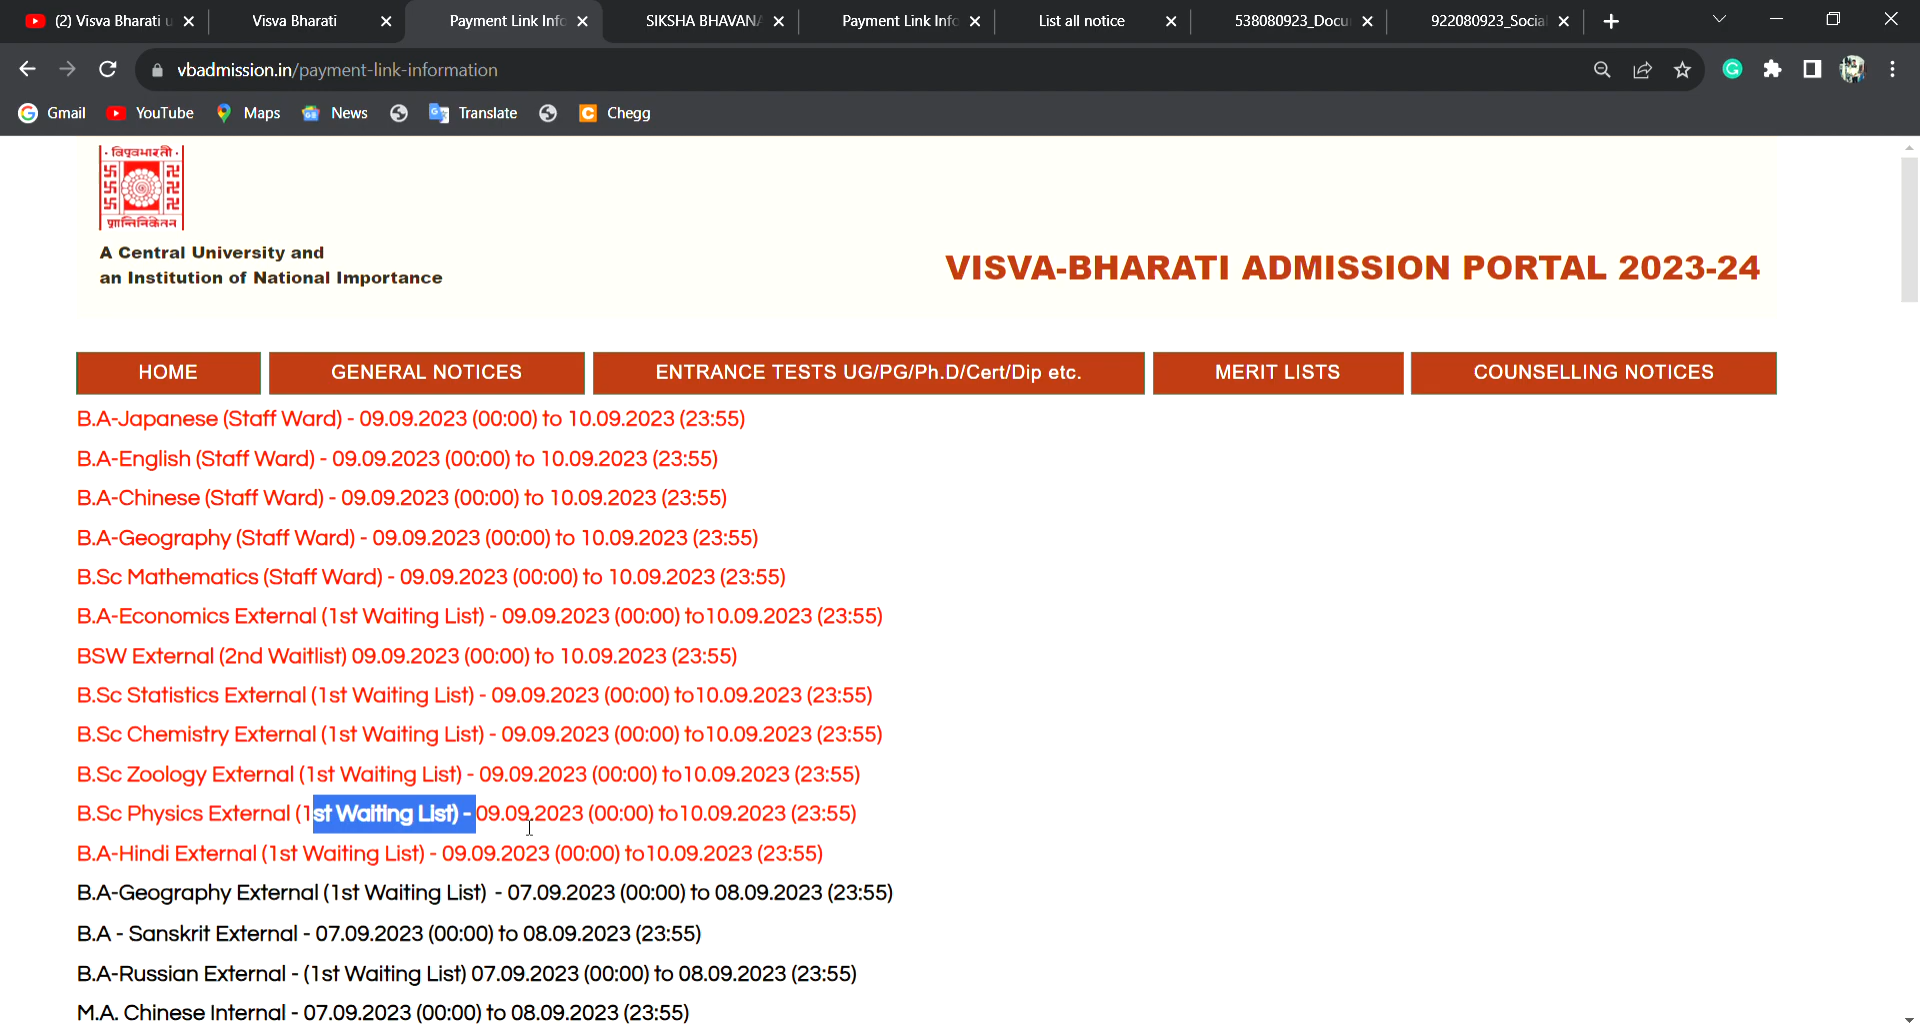 (2) Visva Bharati u
Visva Bharati
Payment Link Info
SIKSHA BHAVANA
Payment Link Info
List all notice
538080923_Docu
922080923_Social
vbadmission.in/payment-link-information
Gmail
YouTube
Maps
News
Translate
Chegg
A Central University and
an Institution of National Importance
VISVA-BHARATI ADMISSION PORTAL 2023-24
HOME
GENERAL NOTICES
ENTRANCE TESTS UG/PG/Ph.D/Cert/Dip etc.
MERIT LISTS
COUNSELLING NOTICES
B.A-Japanese (Staff Ward) - 09.09.2023 (00:00) to 10.09.2023 (23:55)
B.A-English (Staff Ward) - 09.09.2023 (00:00) to 10.09.2023 (23:55)
B.A-Chinese (Staff Ward) - 09.09.2023 (00:00) to 10.09.2023 (23:55)
B.A-Geography (Staff Ward) - 09.09.2023 (00:00) to 10.09.2023 (23:55)
B.Sc Mathematics (Staff Ward) - 09.09.2023 (00:00) to 10.09.2023 (23:55)
B.A-Economics External (1st Waiting List) - 09.09.2023 (00:00) to10.09.2023 (23:55)
BSW External (2nd Waitlist) 09.09.2023 (00:00) to 10.09.2023 (23:55)
B.Sc Statistics External (1st Waiting List) - 09.09.2023 (00:00) to10.09.2023 (23:55)
B.Sc Chemistry External (1st Waiting List) - 09.09.2023 (00:00) to10.09.2023 (23:55)
B.Sc Zoology External (1st Waiting List) - 09.09.2023 (00:00) to10.09.2023 (23:55)
B.Sc Physics External (1st Waiting List) - 09.09.2023 (00:00) to10.09.2023 (23:55)
B.A-Hindi External (1st Waiting List) - 09.09.2023 (00:00) to10.09.2023 (23:55)
B.A-Geography External (1st Waiting List) - 07.09.2023 (00:00) to 08.09.2023 (23:55)
B.A - Sanskrit External - 07.09.2023 (00:00) to 08.09.2023 (23:55)
B.A-Russian External - (1st Waiting List) 07.09.2023 (00:00) to 08.09.2023 (23:55)
M.A. Chinese Internal - 07.09.2023 (00:00) to 08.09.2023 (23:55)